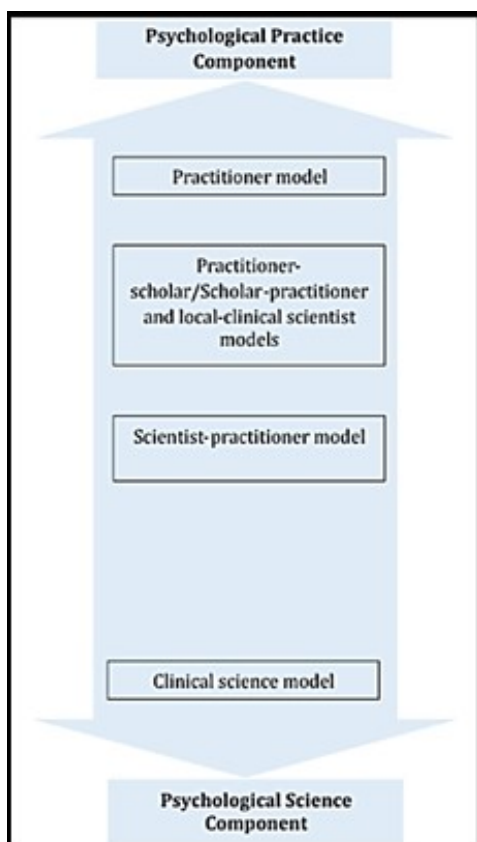 Psychological Practice
Component
Practitioner model
Practitioner-
scholar/Scholar-practitioner
and local-clinical scientist
models
Scientist-practitioner model
Clinical science model
Psychological Science
Component